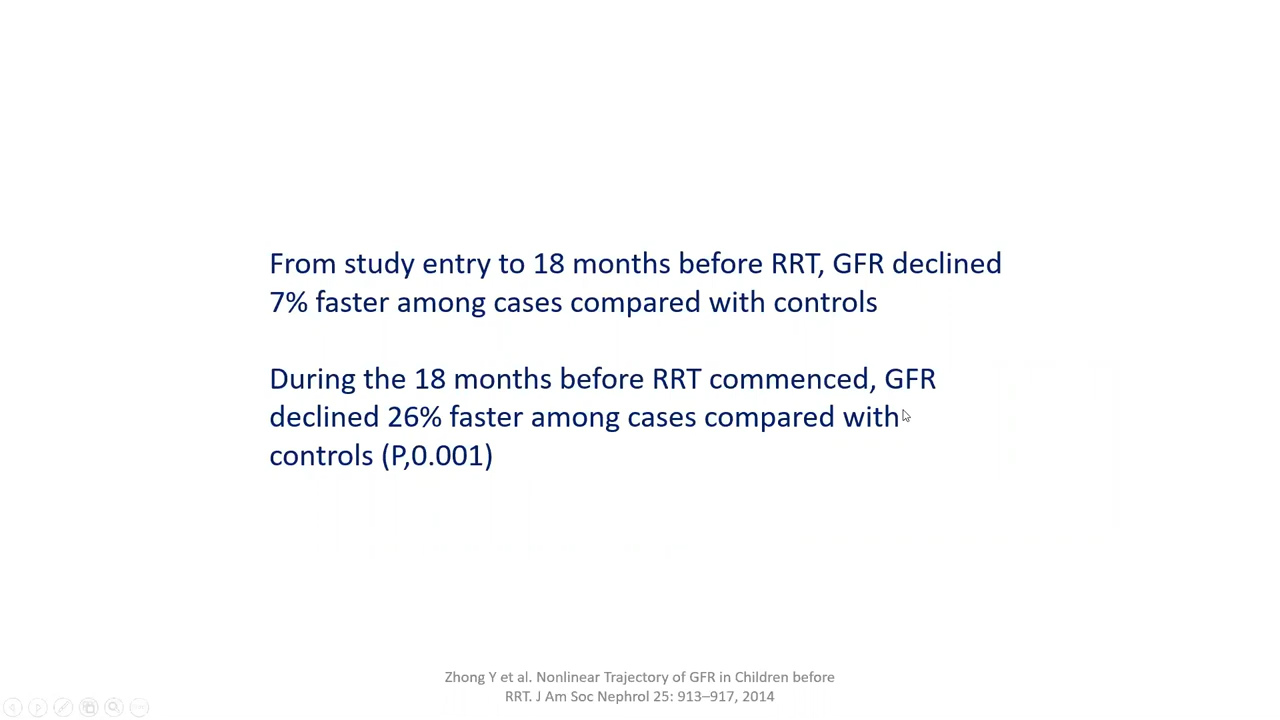 From study entry to 18 months before RRT, GFR declined
7% faster among cases compared with controls
During the 18 months before RRT commenced, GFR
declined 26% faster among cases compared with
controls (P,0.001)
Zhong Y et al. Nonlinear Trajectory of GFR in Children before
RRT. J Am Soc Nephrol 25: 913–917, 2014